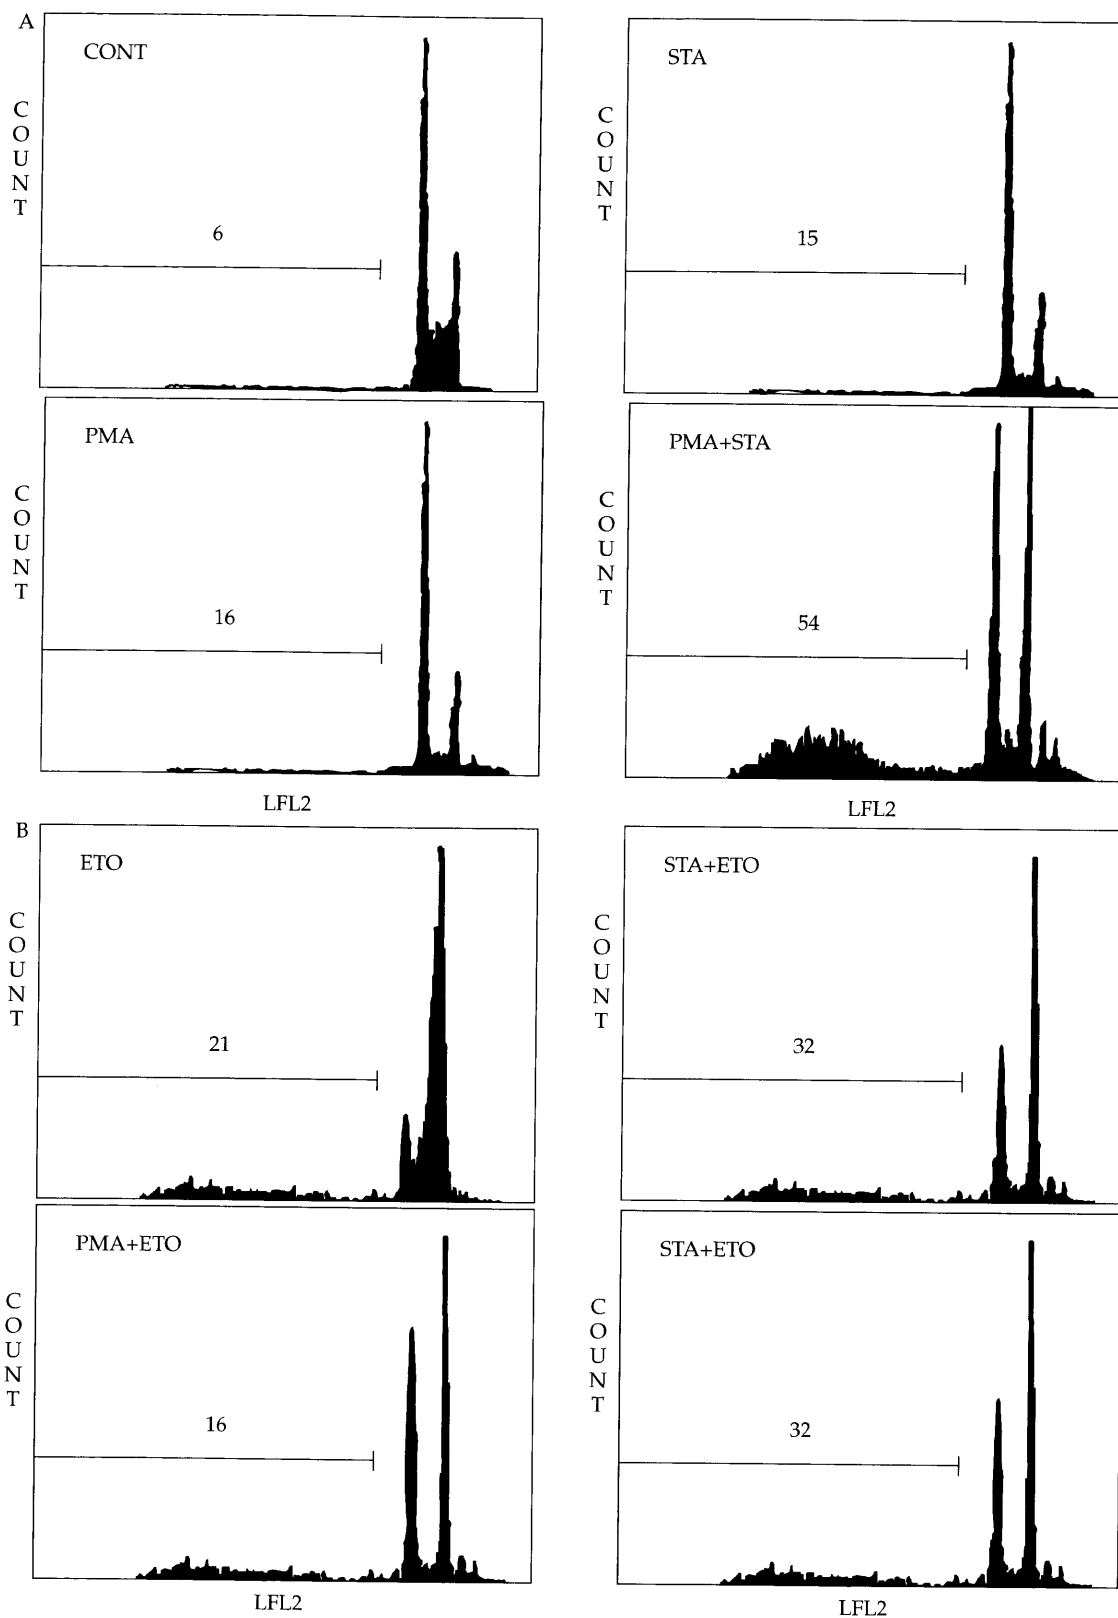 A
CONT
COUNT
6
STA
COUNT
15
PMA
COUNT
16
LFL2
PMA+STA
COUNT
54
LFL2
B
ETO
COUNT
21
STA+ETO
COUNT
32
PMA+ETO
COUNT
16
LFL2
STA+ETO
COUNT
32
LFL2